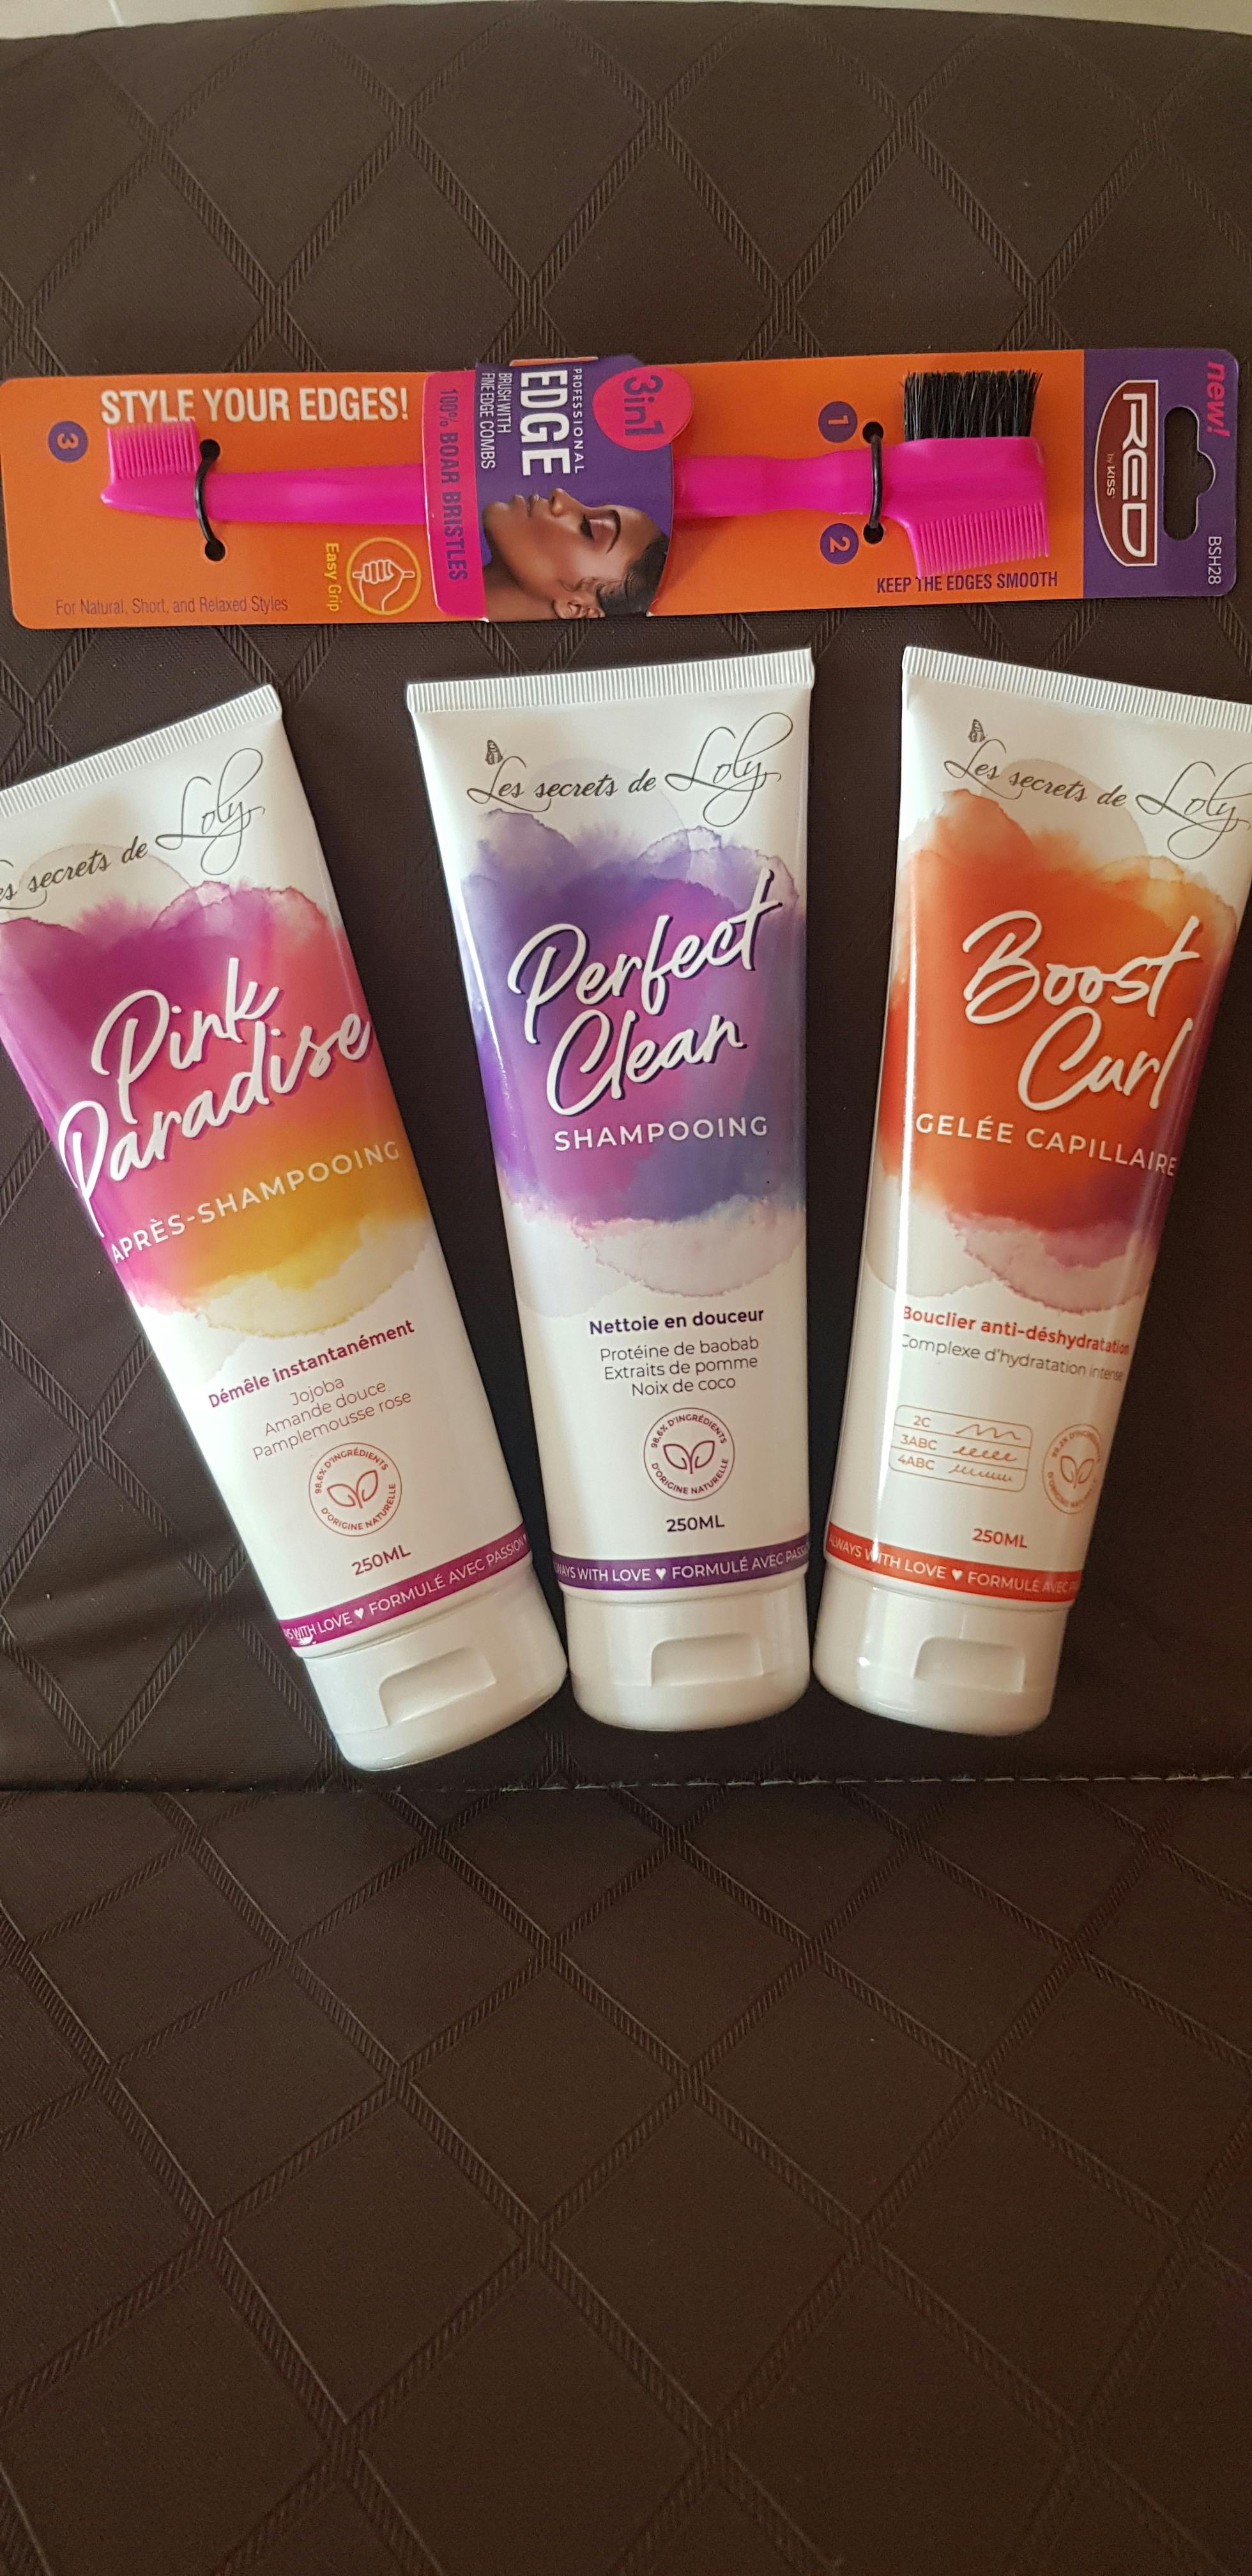 STYLE YOUR EDGES!
3
For Natural, Short, and Relaxed Styles
Easy Grip
100% BOAR BRISTLES
PROFESSIONAL
EDGE
BRUSH WITH
FINE EDGE COMBS
3in1
1
2
KEEP THE EDGES SMOOTH
new!
RED
by KISS
BSH28
secrets de Loly
Pink
Paradise
APRÈS-SHAMPOOING
Démêle instantanément
Jojoba
Amande douce
Pamplemousse rose
98,6% D'INGRÉDIENTS
D'ORIGINE NATURELLE
250ML
WITH LOVE ♥ FORMULÉ AVEC PASSION
Les secrets de Loly
Perfect
Clean
SHAMPOOING
Nettoie en douceur
Protéine de baobab
Extraits de pomme
Noix de coco
98,6% D'INGRÉDIENTS
D'ORIGINE NATURELLE
250ML
WITH LOVE ♥ FORMULÉ AVEC
Les secrets de Loly
Boost
Curl
GELÉE CAPILLAIRE
Bouclier anti-déshydratation
Complexe d'hydratation intense
2C
3ABC
4ABC
D'ORIGINE NATURELLE
250ML
ALWAYS WITH LOVE ♥ FORMULÉ AVEC